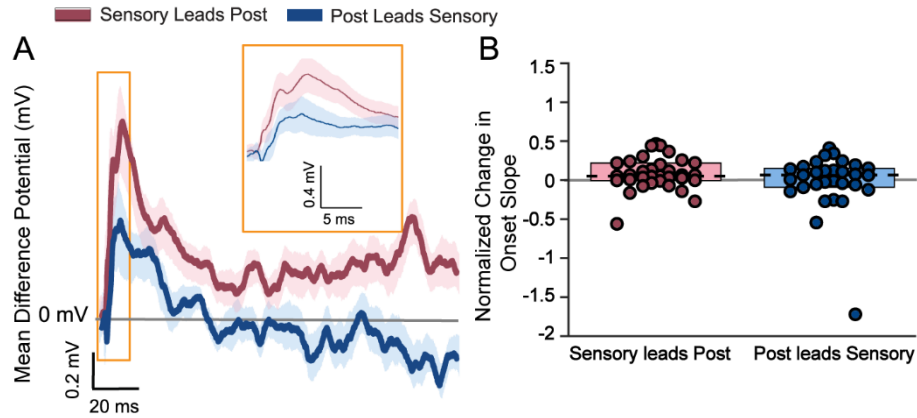 Sensory Leads Post Post Leads Sensory
A
Mean Difference Potential (mV)
0 mV
0.2 mV
20 ms
0.4 mV
5 ms
B
Normalized Change in
Onset Slope
1.5
1
0.5
0
-0.5
-1
-1.5
-2
Sensory leads Post Post leads Sensory